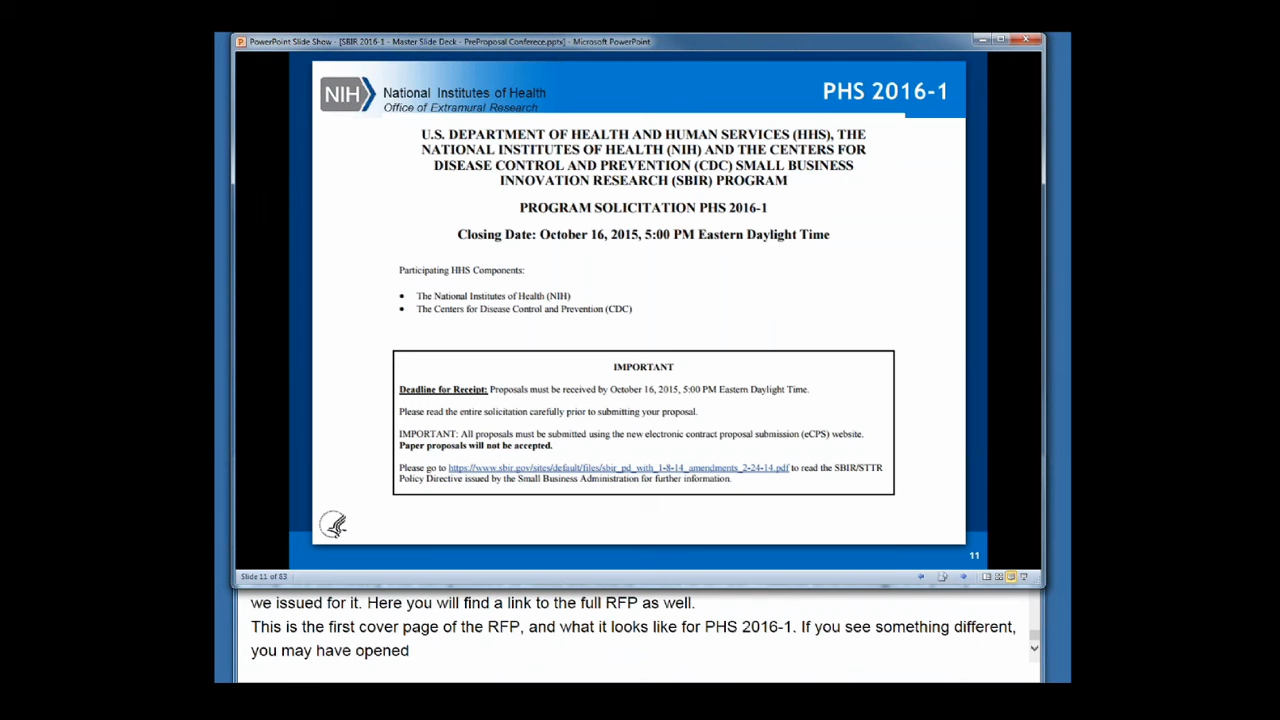 PowerPoint Slide Show - [SBIR 2016-1 - Master Slide Deck - PreProposal Conferece.pptx] - Microsoft PowerPoint
NIH
National Institutes of Health
Office of Extramural Research
PHS 2016-1
U.S. DEPARTMENT OF HEALTH AND HUMAN SERVICES (HHS), THE
NATIONAL INSTITUTES OF HEALTH (NIH) AND THE CENTERS FOR
DISEASE CONTROL AND PREVENTION (CDC) SMALL BUSINESS
INNOVATION RESEARCH (SBIR) PROGRAM
PROGRAM SOLICITATION PHS 2016-1
Closing Date: October 16, 2015, 5:00 PM Eastern Daylight Time
Participating HHS Components:
• The National Institutes of Health (NIH)
• The Centers for Disease Control and Prevention (CDC)
IMPORTANT
Deadline for Receipt: Proposals must be received by October 16, 2015, 5:00 PM Eastern Daylight Time.
Please read the entire solicitation carefully prior to submitting your proposal.
IMPORTANT: All proposals must be submitted using the new electronic contract proposal submission (eCPS) website.
Paper proposals will not be accepted.
Please go to https://www.sbir.gov/sites/default/files/sbir_pd_with_1-8-14_amendments_2-24-14.pdf to read the SBIR/STTR
Policy Directive issued by the Small Business Administration for further information.
11
Slide 11 of 83
we issued for it. Here you will find a link to the full RFP as well.
This is the first cover page of the RFP, and what it looks like for PHS 2016-1. If you see something different,
you may have opened